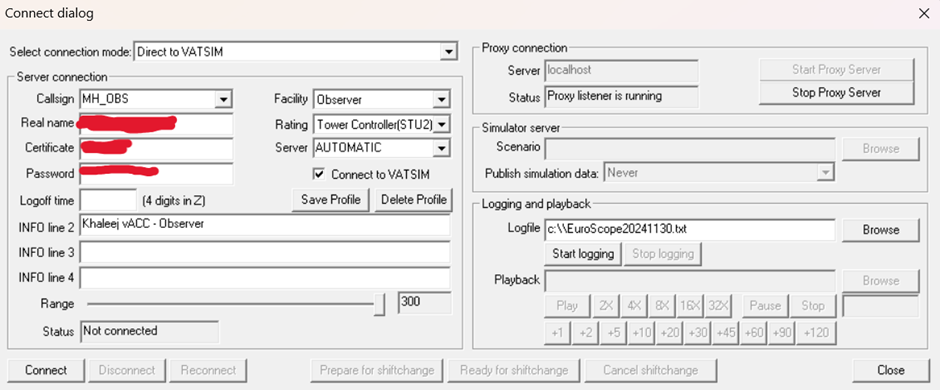 Connect dialog
Select connection mode: Direct to VATSIM
Server connection
Callsign MH_OBS Facility Observer
Real name Rating Tower Controller(STU2)
Certificate Server AUTOMATIC
Password Connect to VATSIM
Logoff time (4 digits in Z) Save Profile Delete Profile
INFO line 2 Khaleej vACC - Observer
INFO line 3
INFO line 4
Range 300
Status Not connected
Proxy connection
Server localhost Start Proxy Server
Status Proxy listener is running Stop Proxy Server
Simulator server
Scenario Browse
Publish simulation data: Never
Logging and playback
Logfile c:\\EuroScope20241130.txt Browse
Start logging Stop logging
Playback Browse
Play 2X 4X 8X 16X 32X Pause Stop
+1 +2 +5 +10 +20 +30 +45 +60 +90 +120
Connect Disconnect Reconnect Prepare for shiftchange Ready for shiftchange Cancel shiftchange Close